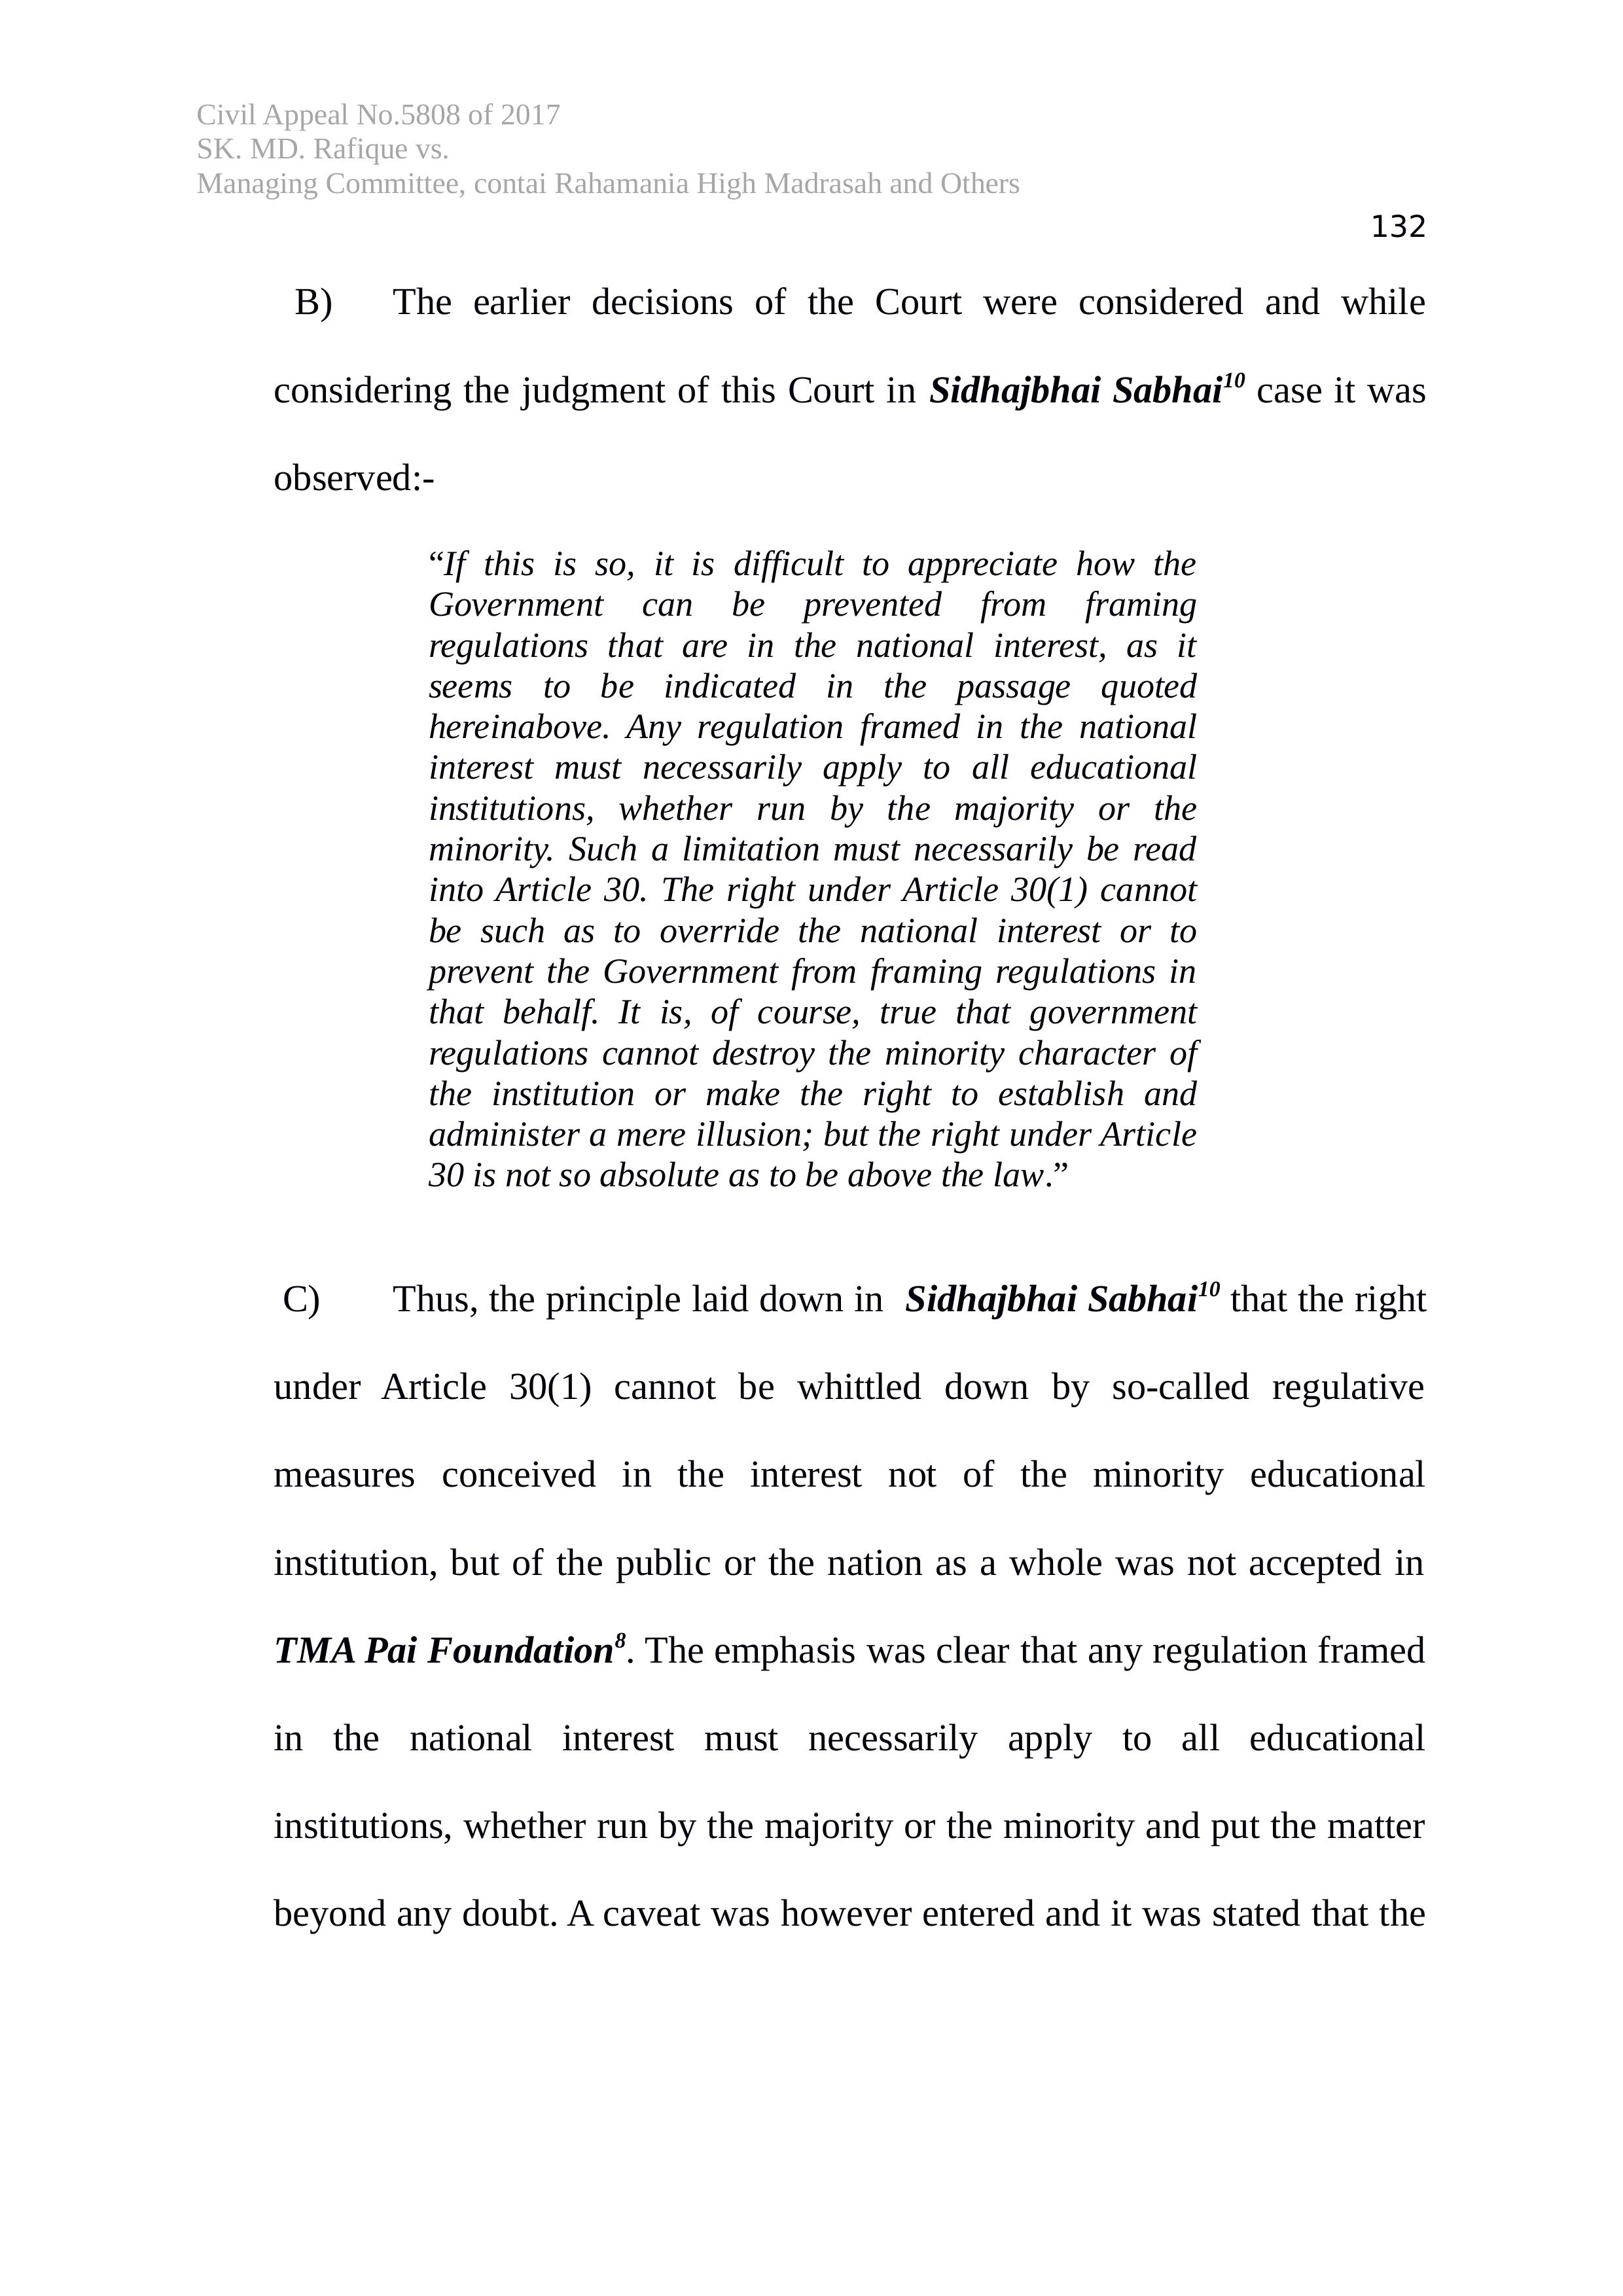 Civil Appeal No.5808 of 2017
SK. MD. Rafique vs.
Managing Committee, contai Rahamania High Madrasah and Others
132
B) The earlier decisions of the Court were considered and while
considering the judgment of this Court in Sidhajbhai Sabhai10 case it was
observed:-
“If this is so, it is difficult to appreciate how the
Government can be prevented from framing
regulations that are in the national interest, as it
seems to be indicated in the passage quoted
hereinabove. Any regulation framed in the national
interest must necessarily apply to all educational
institutions, whether run by the majority or the
minority. Such a limitation must necessarily be read
into Article 30. The right under Article 30(1) cannot
be such as to override the national interest or to
prevent the Government from framing regulations in
that behalf. It is, of course, true that government
regulations cannot destroy the minority character of
the institution or make the right to establish and
administer a mere illusion; but the right under Article
30 is not so absolute as to be above the law.”
C) Thus, the principle laid down in Sidhajbhai Sabhai10 that the right
under Article 30(1) cannot be whittled down by so-called regulative
measures conceived in the interest not of the minority educational
institution, but of the public or the nation as a whole was not accepted in
TMA Pai Foundation8. The emphasis was clear that any regulation framed
in the national interest must necessarily apply to all educational
institutions, whether run by the majority or the minority and put the matter
beyond any doubt. A caveat was however entered and it was stated that the